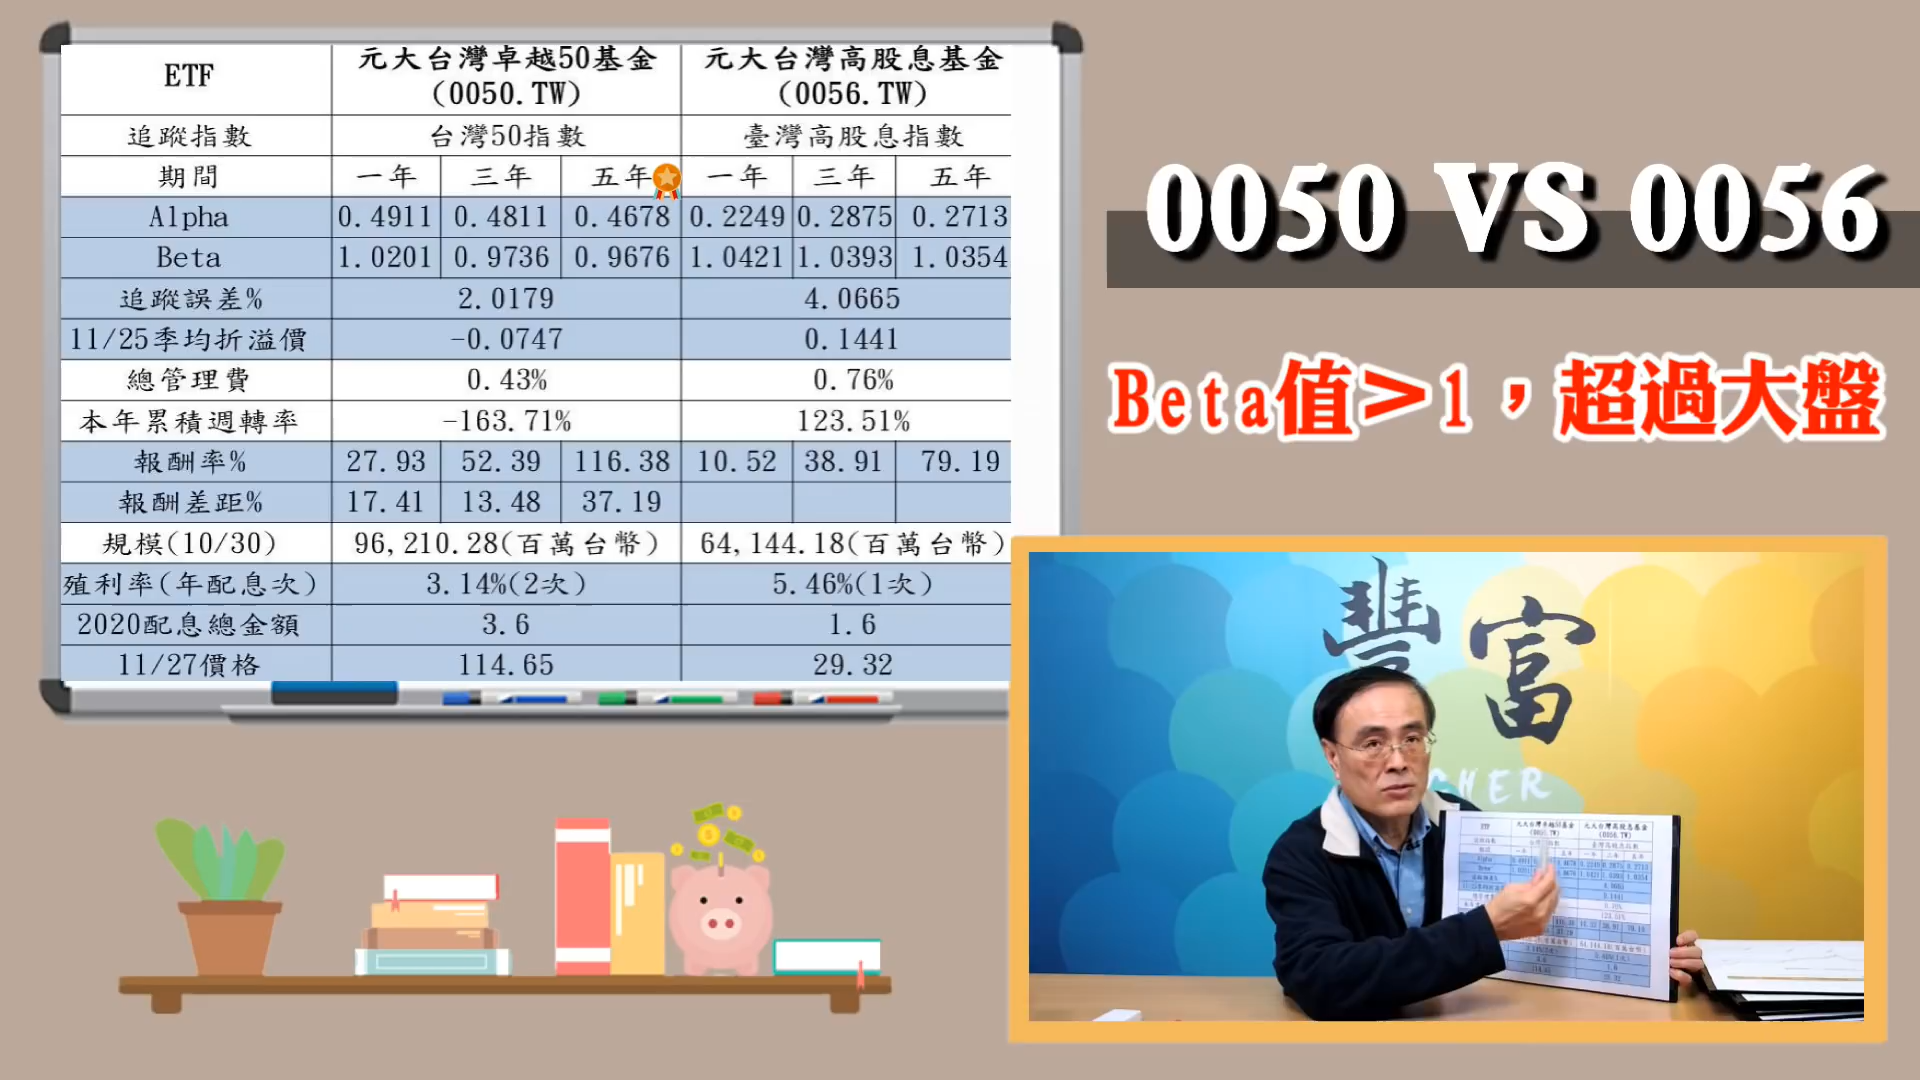 ETF 元大台灣卓越50基金 (0050.TW) 元大台灣高股息基金 (0056.TW)
追蹤指數 台灣50指數 臺灣高股息指數
期間 一年 三年 五年 一年 三年 五年
Alpha 0.4911 0.4811 0.4678 0.2249 0.2875 0.2713
Beta 1.0201 0.9736 0.9676 1.0421 1.0393 1.0354
追蹤誤差% 2.0179 4.0665
11/25季均折溢價 -0.0747 0.1441
總管理費 0.43% 0.76%
本年累積週轉率 -163.71% 123.51%
報酬率% 27.93 52.39 116.38 10.52 38.91 79.19
報酬差距% 17.41 13.48 37.19
規模(10/30) 96,210.28(百萬台幣) 64,144.18(百萬台幣)
殖利率(年配息次) 3.14%(2次) 5.46%(1次)
2020配息總金額 3.6 1.6
11/27價格 114.65 29.32
0050 VS 0056
Beta值>1，超過大盤
豐富